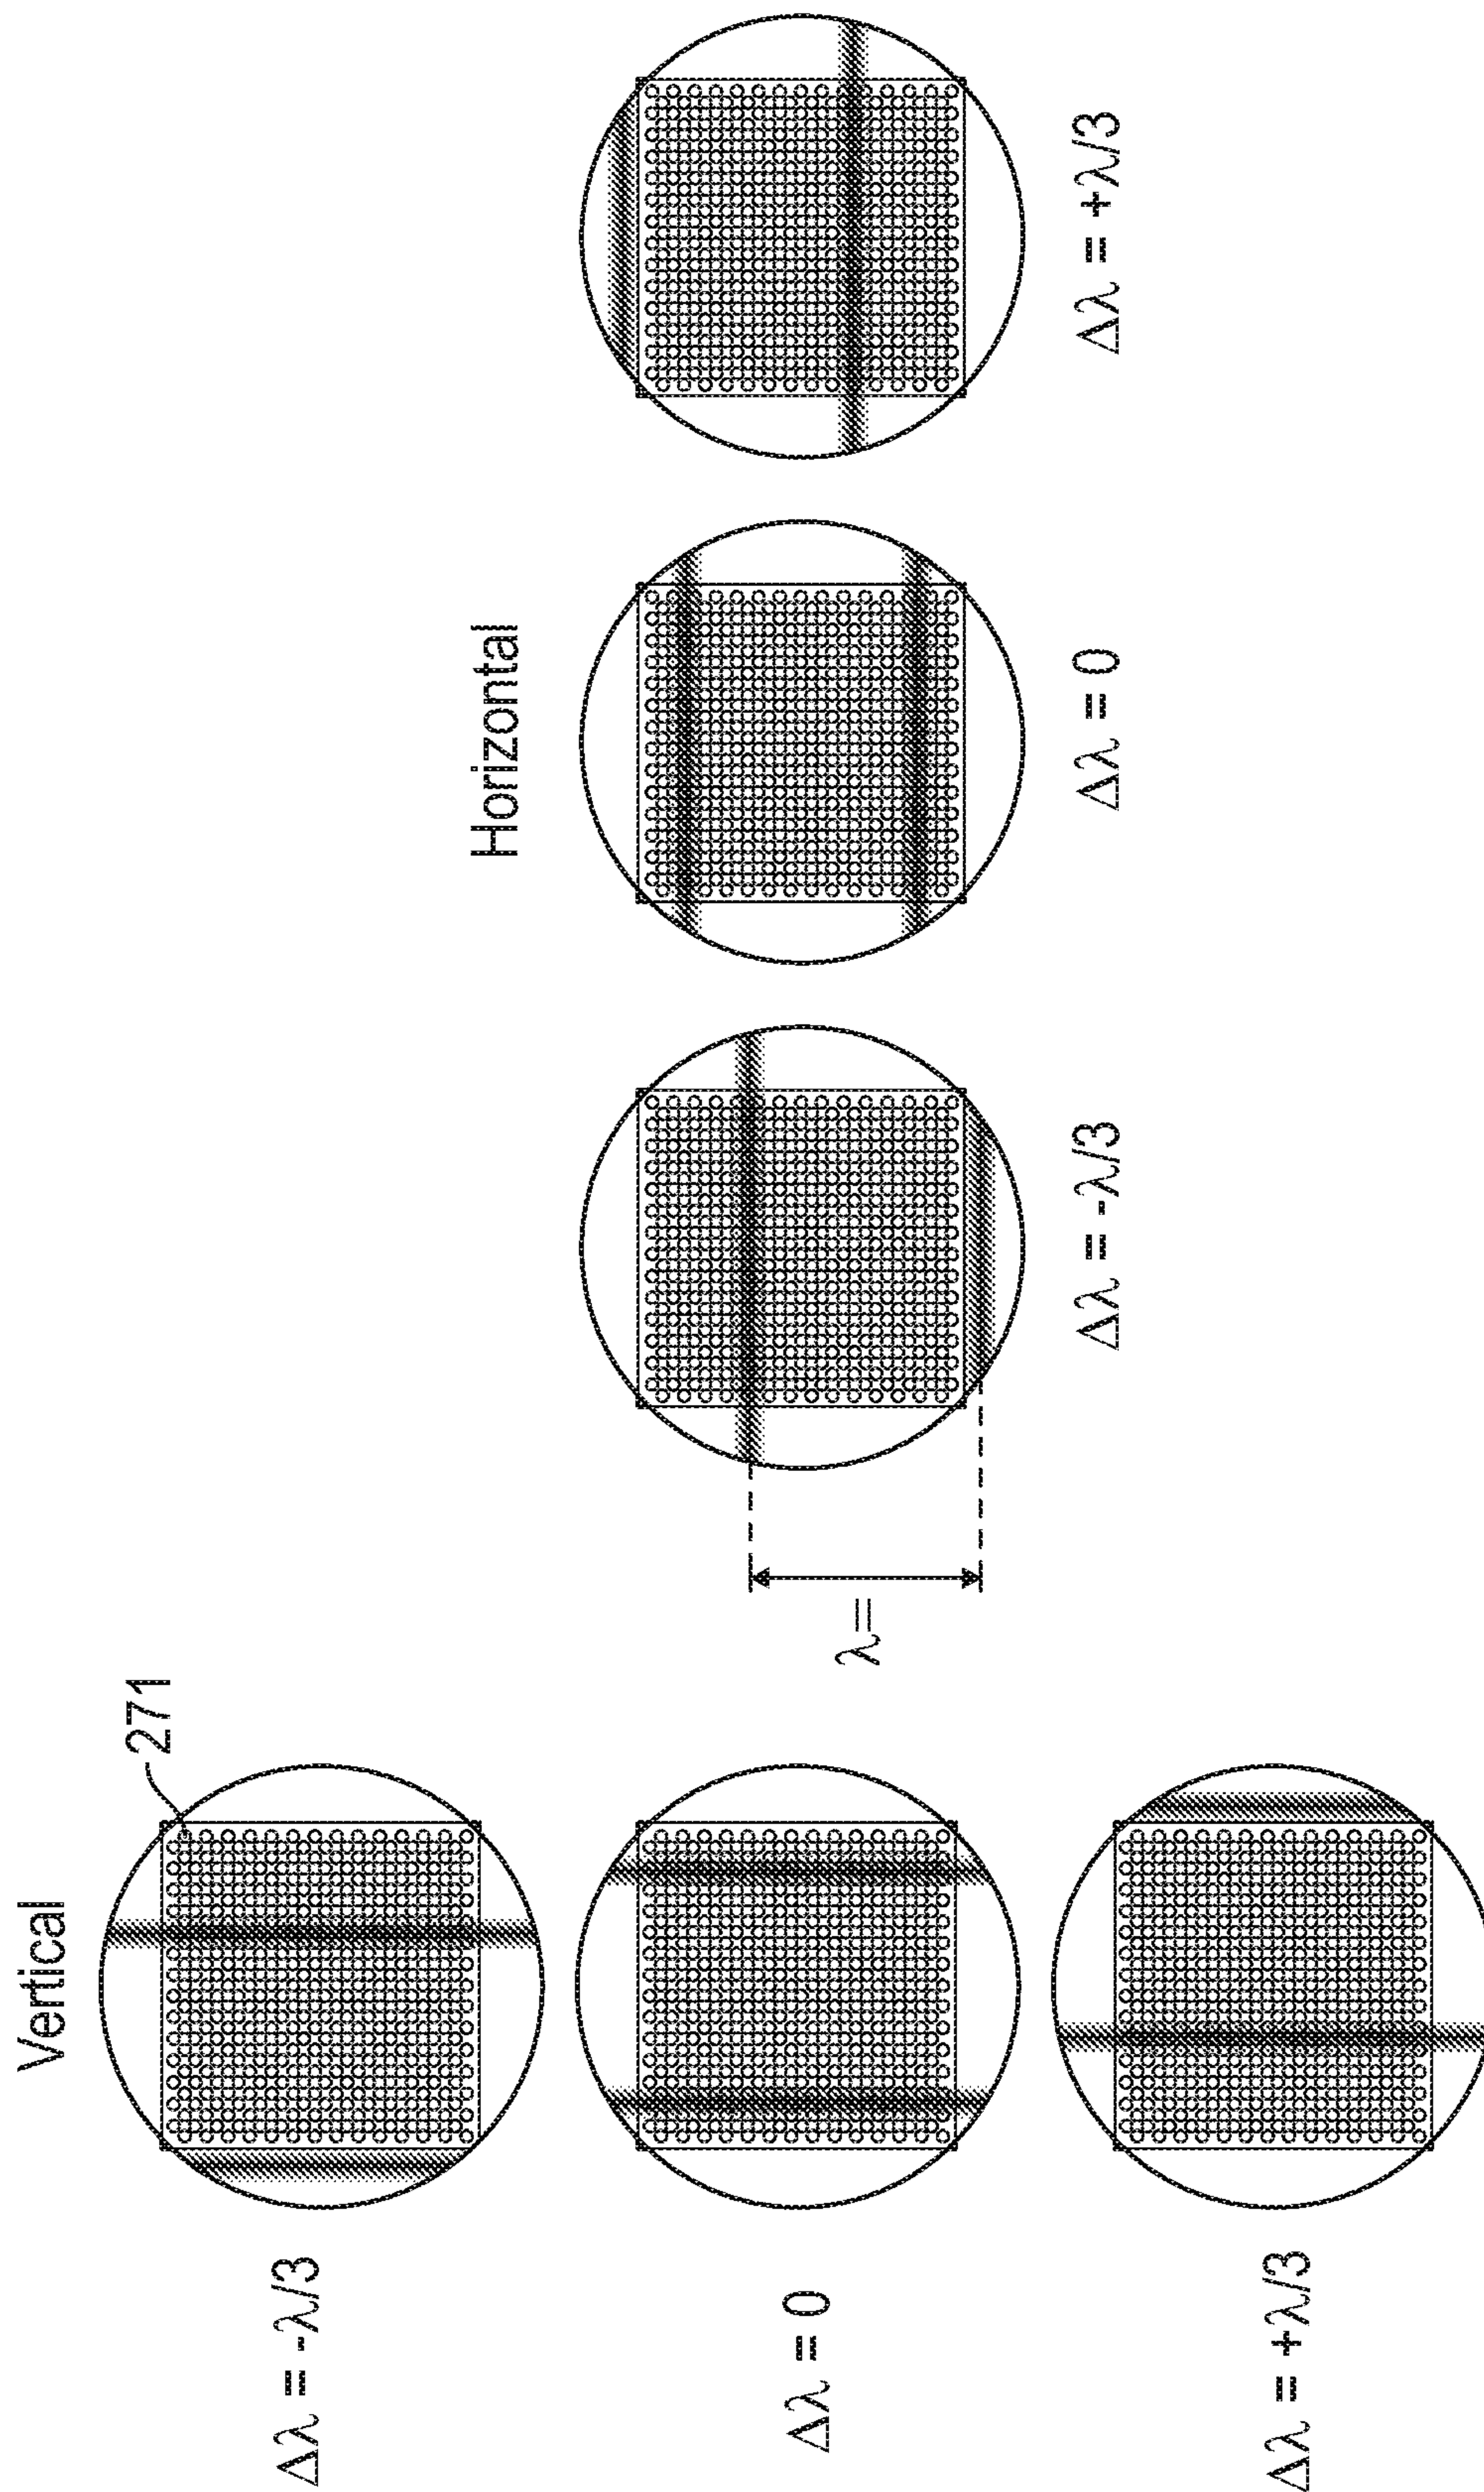 Vertical
271
Δλ = -λ/3
Δλ = 0
Δλ = +λ/3
Horizontal
λ=
Δλ = -λ/3
Δλ = 0
Δλ = +λ/3